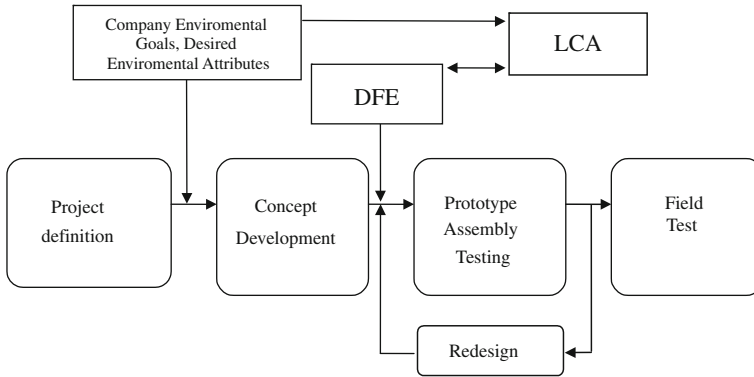 Company Enviromental
Goals, Desired
Enviromental Attributes
LCA
DFE
Project
definition
Concept
Development
Prototype
Assembly
Testing
Field
Test
Redesign